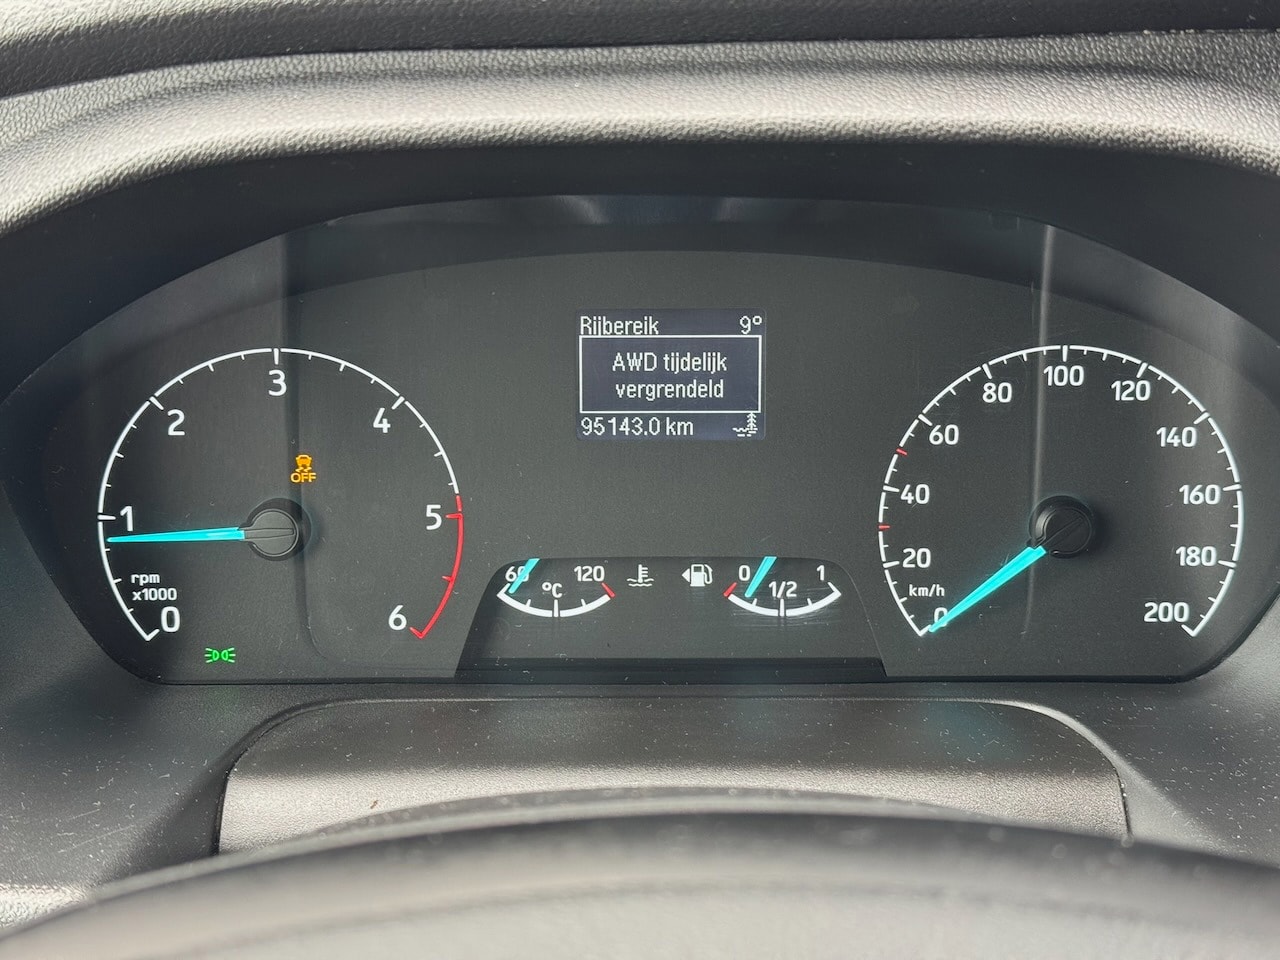 Rijbereik 9°
AWD tijdelijk
vergrendeld
95143.0 km
0
1
2
3
4
5
6
rpm
x1000
OFF
60
°C
120
0
1/2
1
0
20
40
60
80
100
120
140
160
180
200
km/h